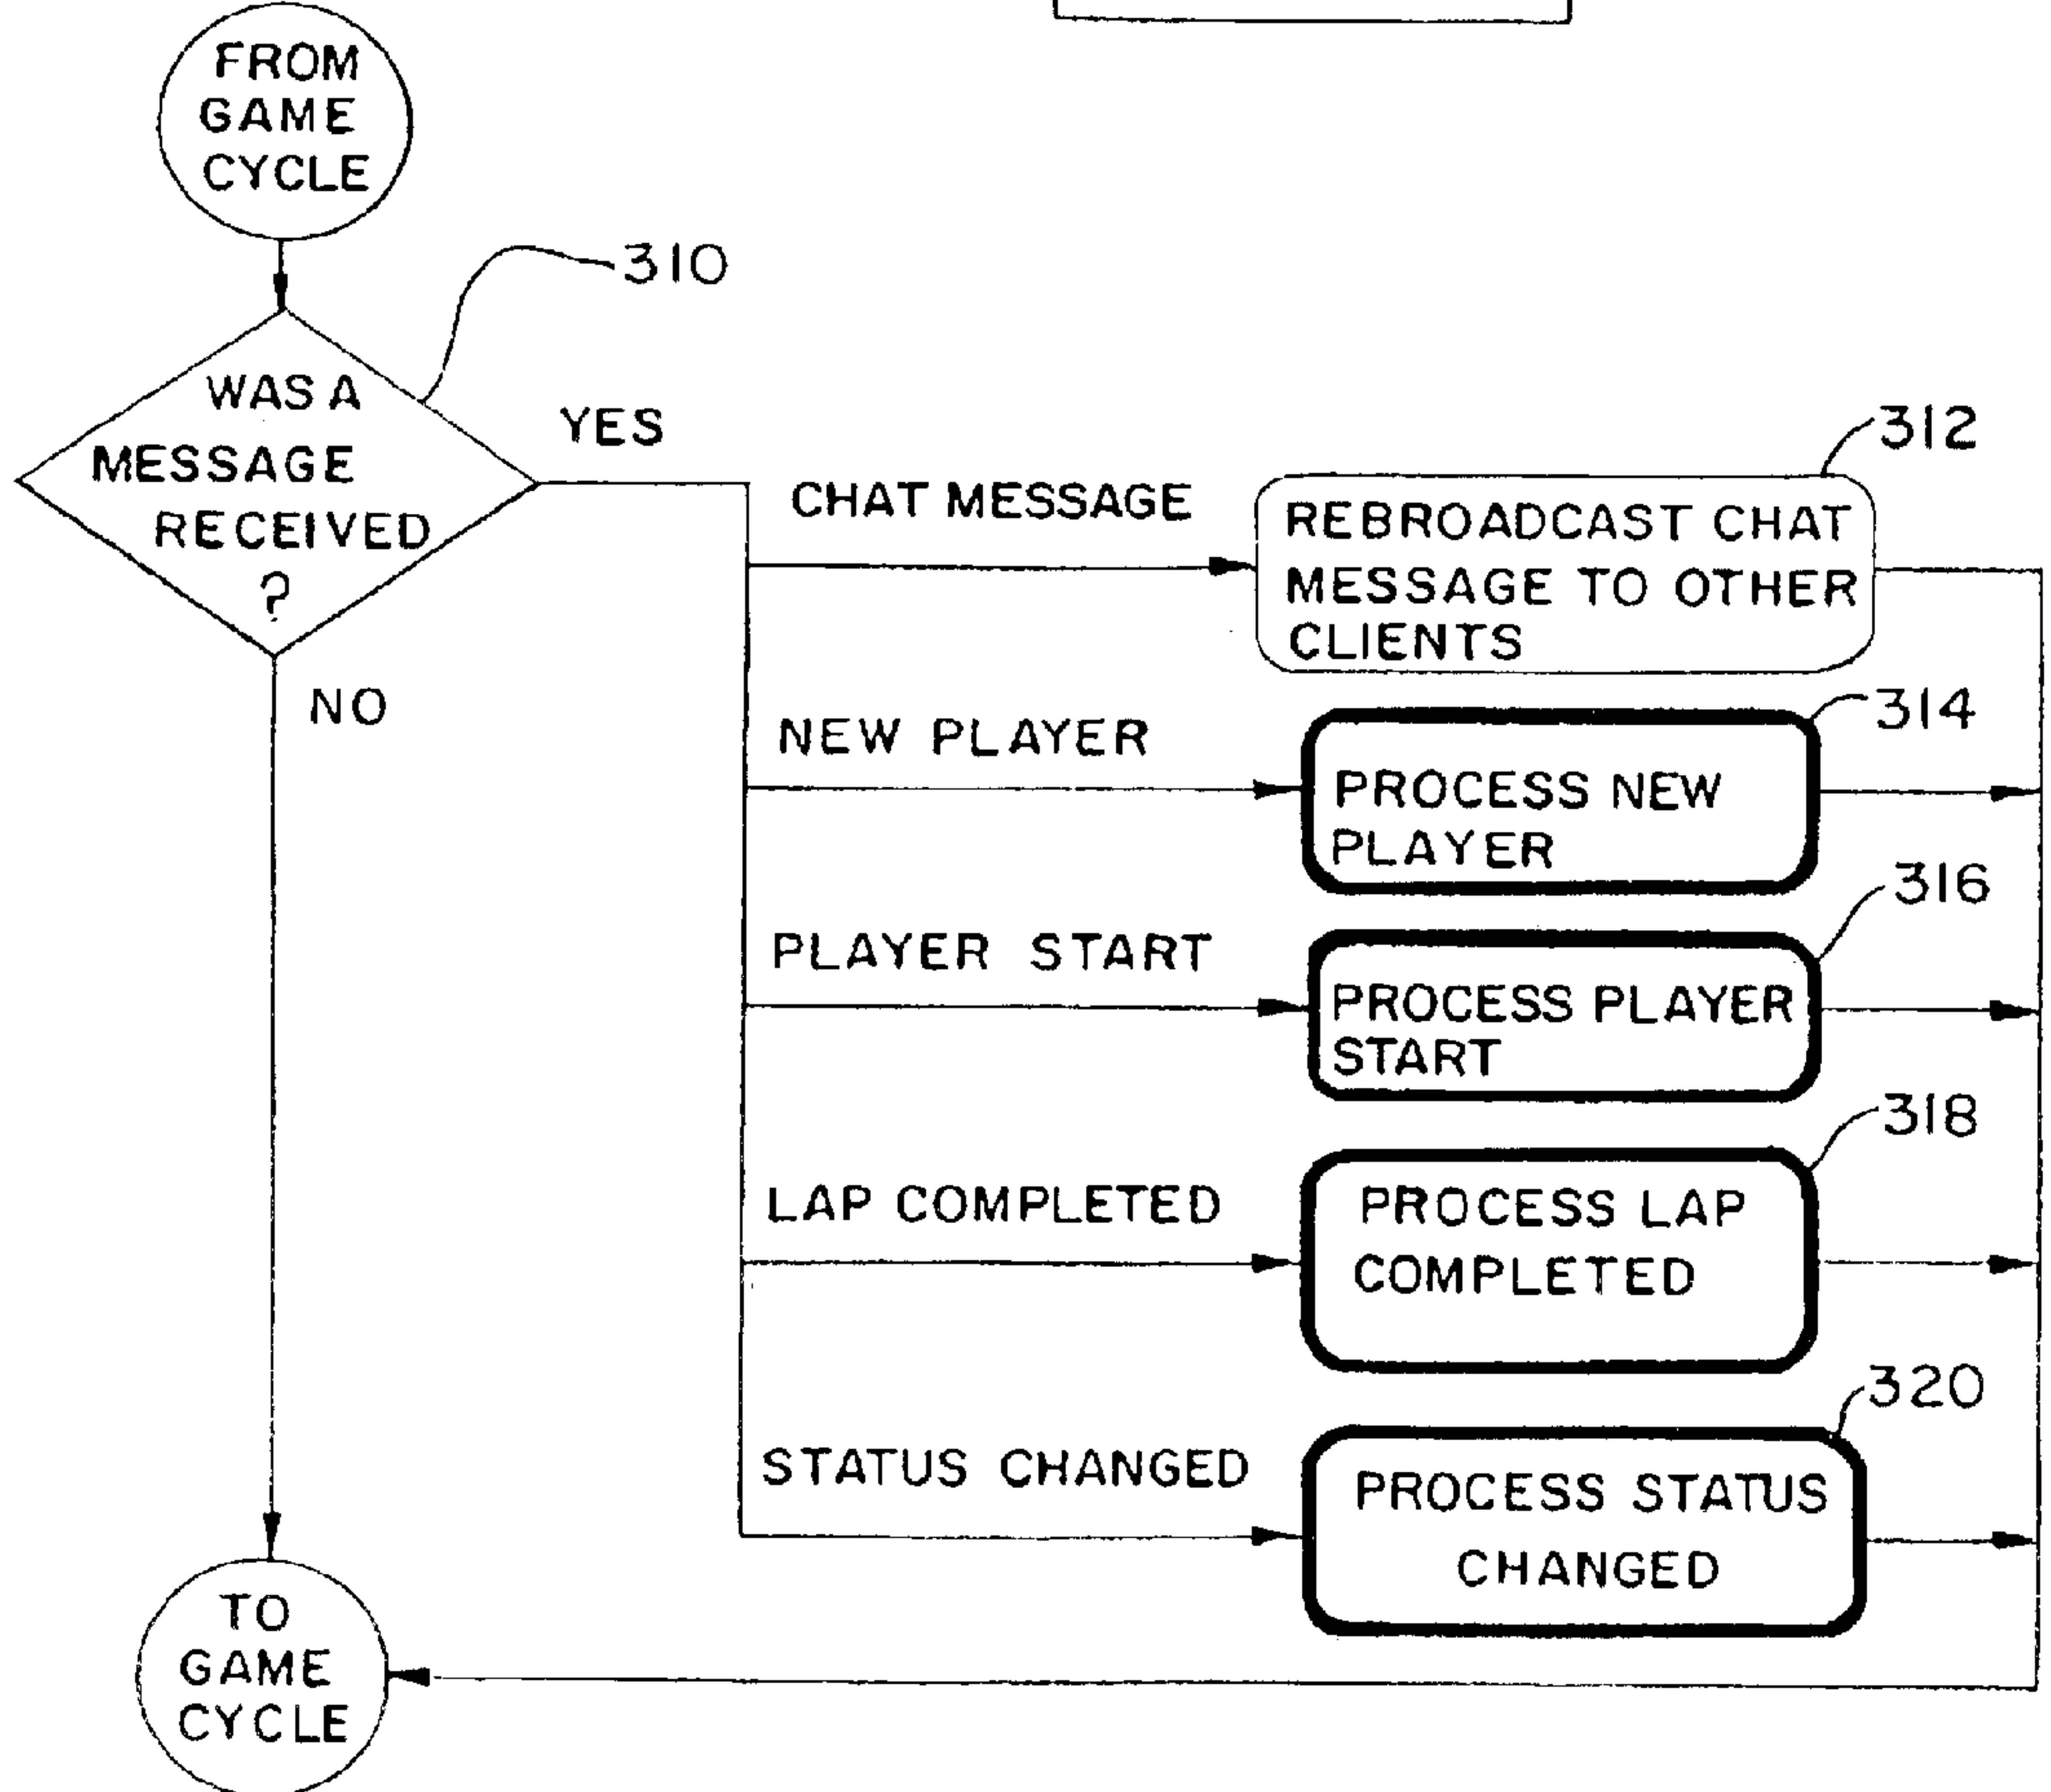 FROM
GAME
CYCLE
310
WAS A
MESSAGE
RECEIVED
?
YES
NO
CHAT MESSAGE
312
REBROADCAST CHAT
MESSAGE TO OTHER
CLIENTS
NEW PLAYER
314
PROCESS NEW
PLAYER
PLAYER START
316
PROCESS PLAYER
START
LAP COMPLETED
318
PROCESS LAP
COMPLETED
STATUS CHANGED
320
PROCESS STATUS
CHANGED
TO
GAME
CYCLE